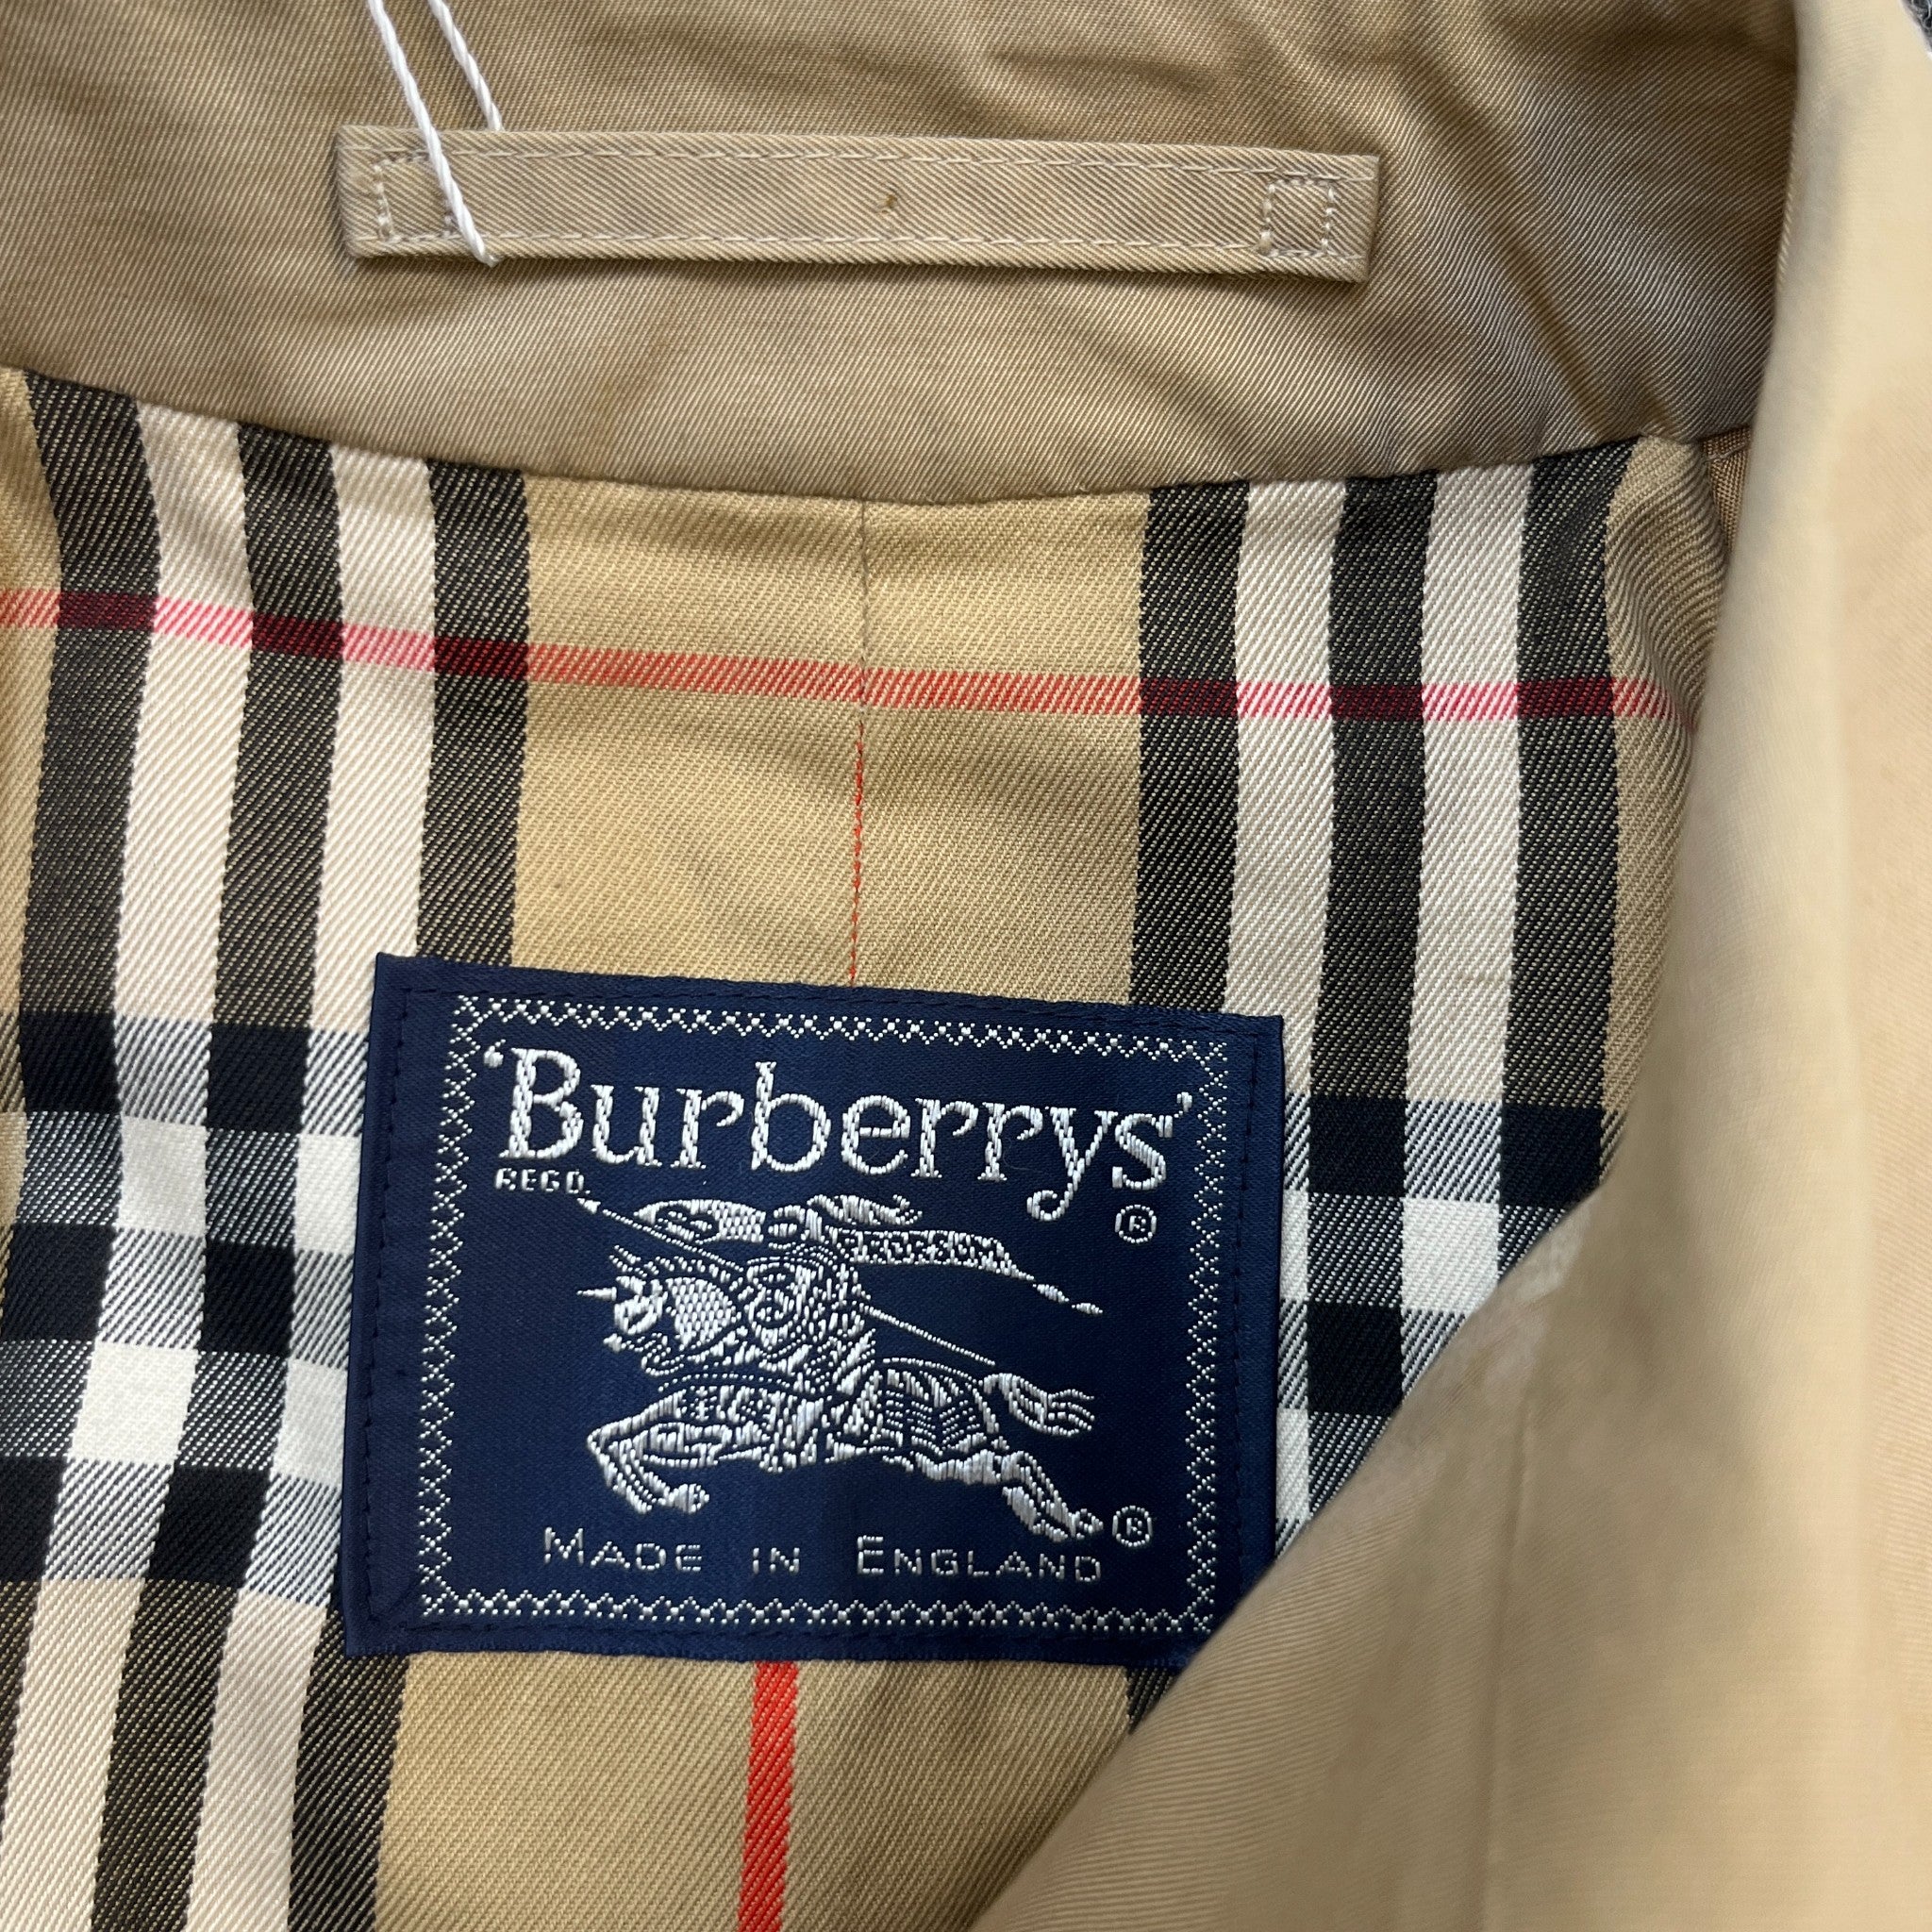 'Burberrys'
REGD.
®
PRORSUM
®
MADE IN ENGLAND